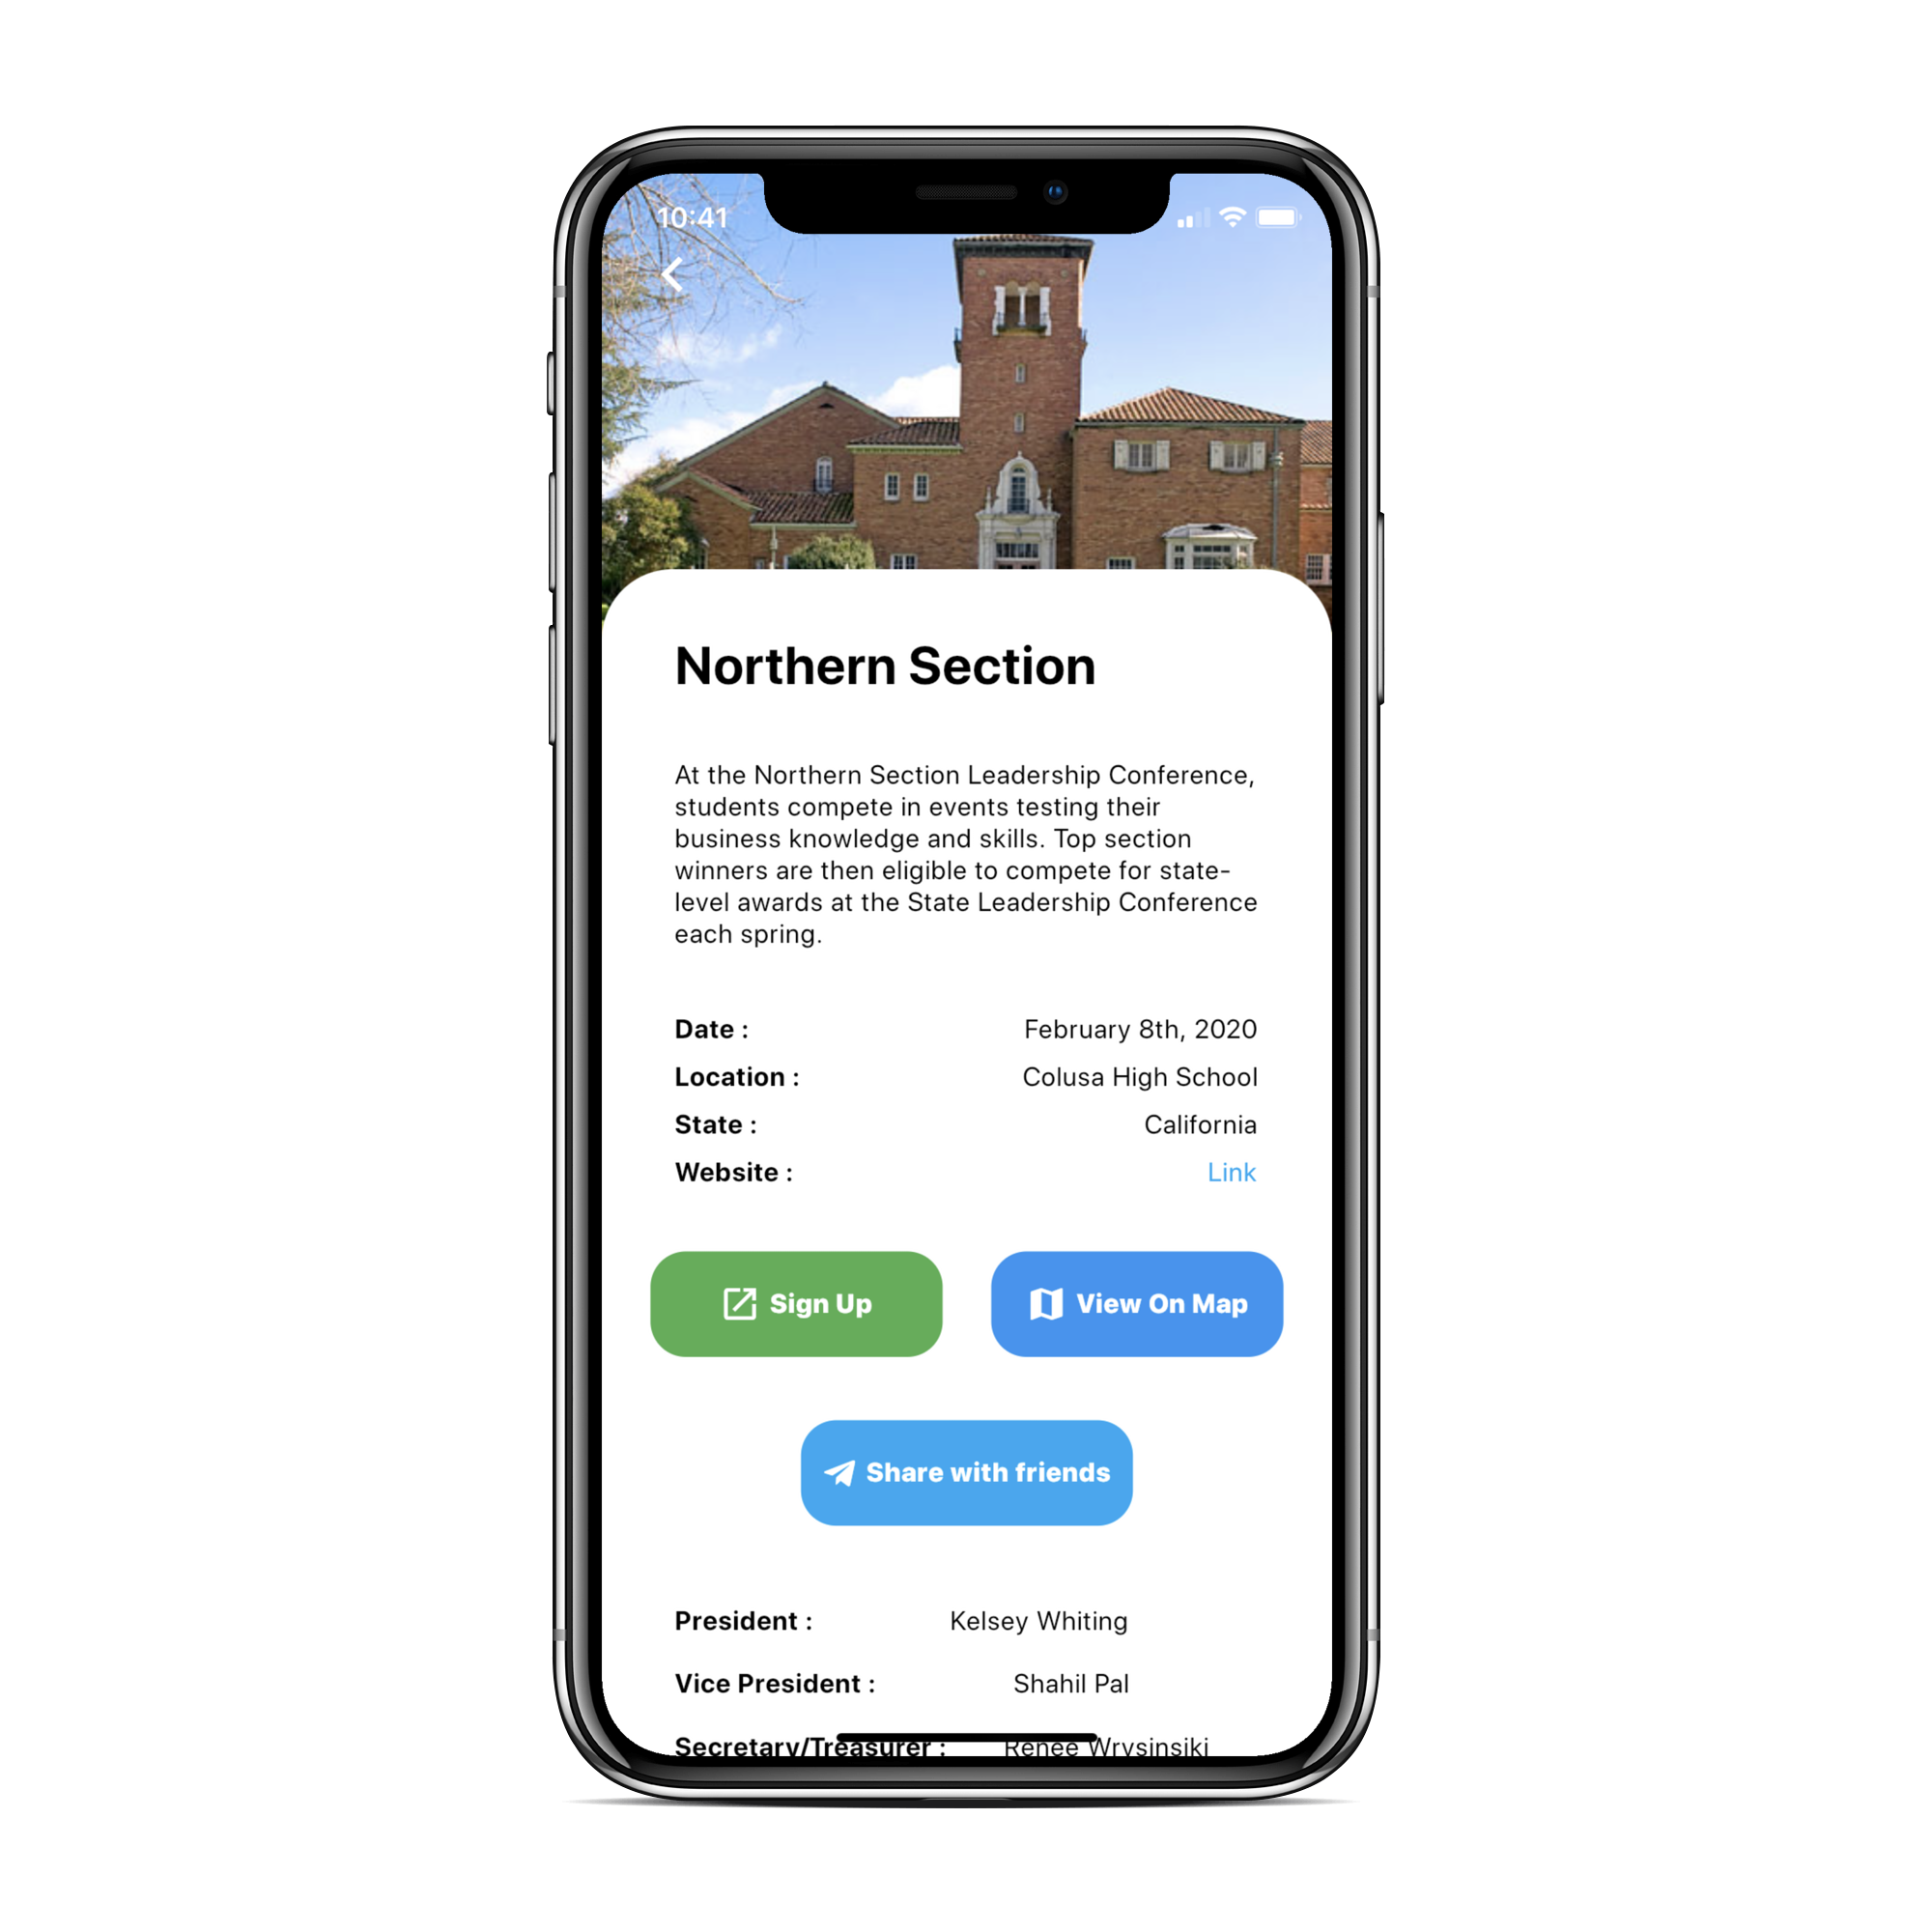 10:41
Northern Section
At the Northern Section Leadership Conference,
students compete in events testing their
business knowledge and skills. Top section
winners are then eligible to compete for state-
level awards at the State Leadership Conference
each spring.
Date : February 8th, 2020
Location : Colusa High School
State : California
Website : Link
Sign Up View On Map
Share with friends
President : Kelsey Whiting
Vice President : Shahil Pal
Secretary/Treasurer : Renee Wrysinsiki